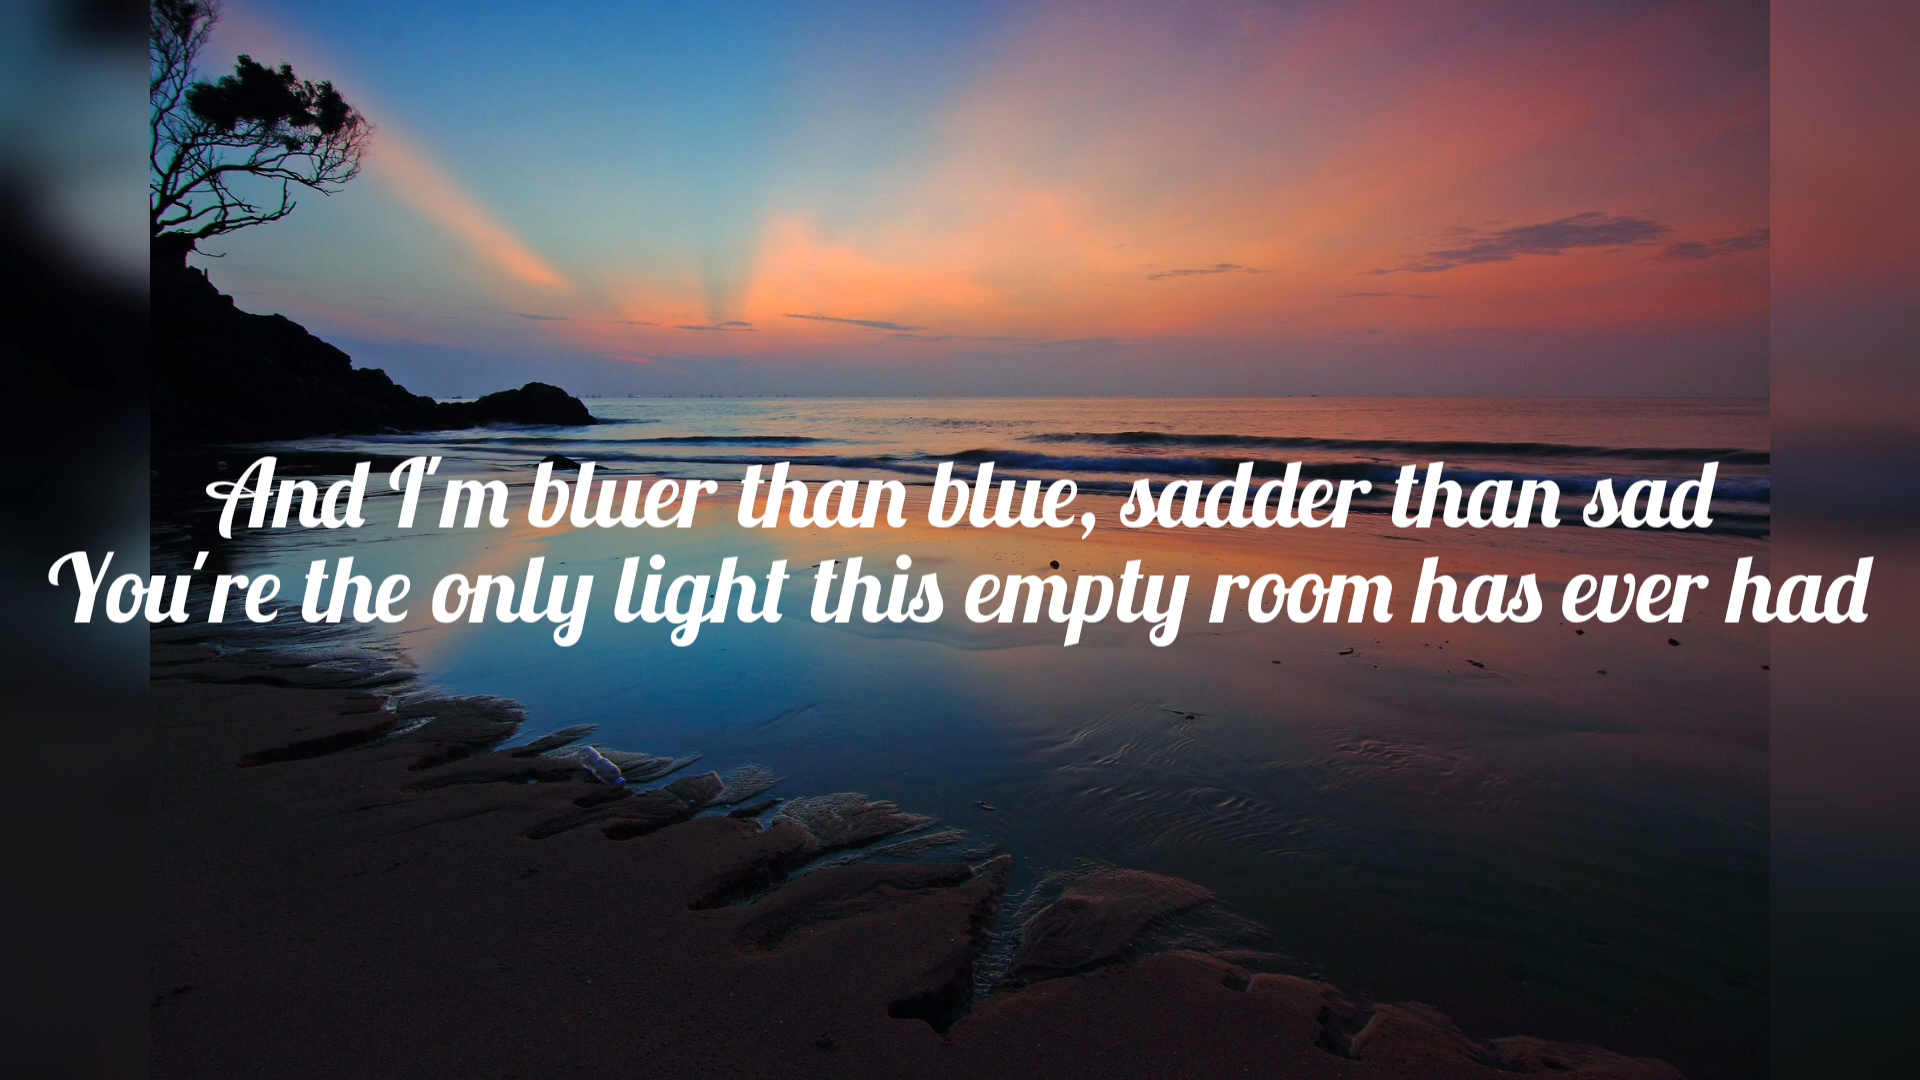 And I'm bluer than blue, sadder than sad
You're the only light this empty room has ever had